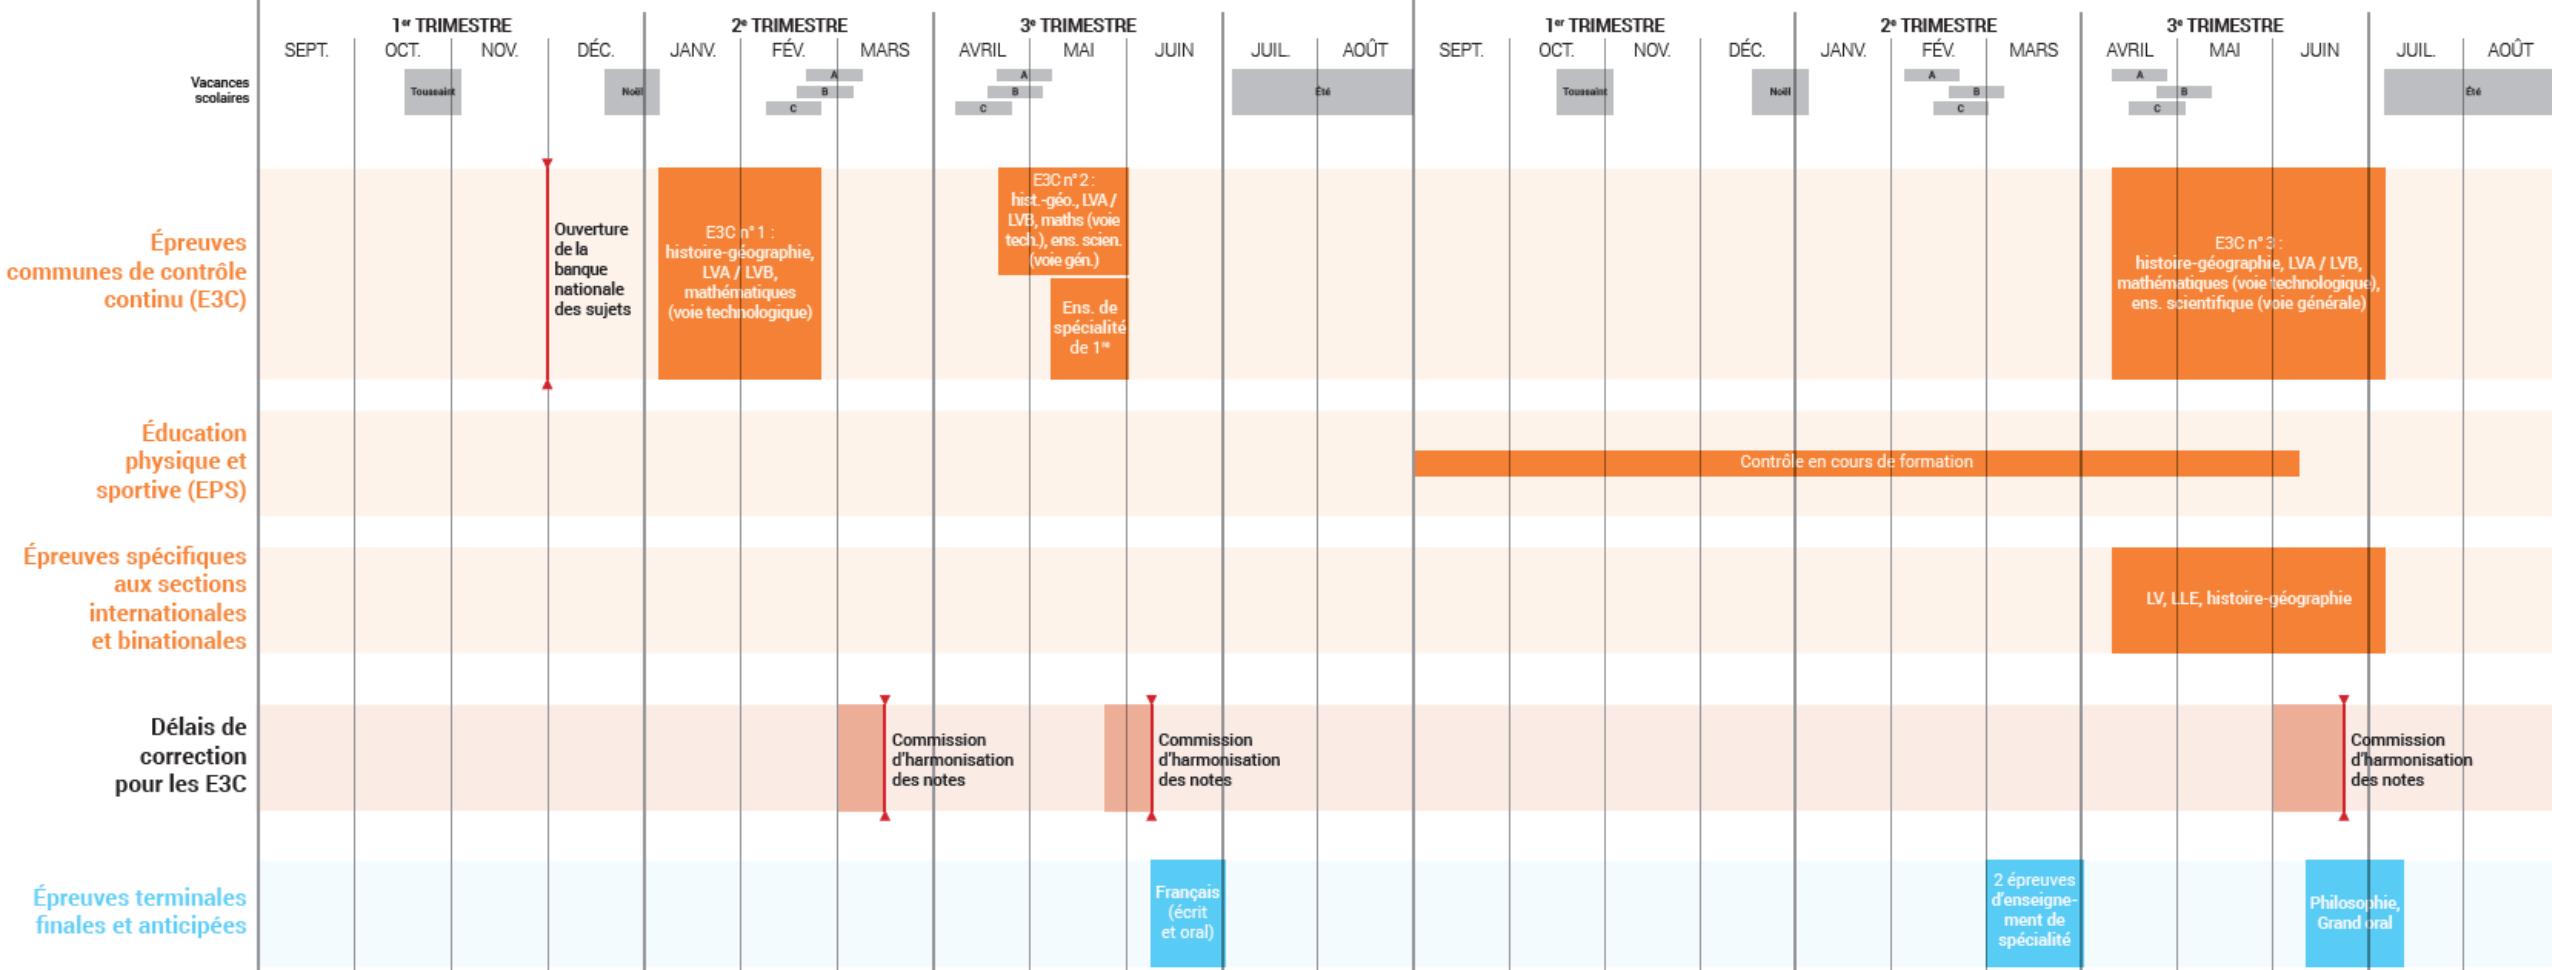 1er TRIMESTRE
2e TRIMESTRE
3e TRIMESTRE
1er TRIMESTRE
2e TRIMESTRE
3e TRIMESTRE
SEPT.
OCT.
NOV.
DÉC.
JANV.
FÉV.
MARS
AVRIL
MAI
JUIN
JUIL.
AOÛT
SEPT.
OCT.
NOV.
DÉC.
JANV.
FÉV.
MARS
AVRIL
MAI
JUIN
JUIL.
AOÛT
Vacances
scolaires
Toussaint
Noël
A
B
C
A
B
C
Été
Toussaint
Noël
A
B
C
A
B
C
Été
Épreuves
communes de contrôle
continu (E3C)
Ouverture
de la
banque
nationale
des sujets
E3C n° 1 :
histoire-géographie,
LVA / LVB,
mathématiques
(voie technologique)
E3C n° 2 :
hist.-géo., LVA /
LVB, maths (voie
tech.), ens. scien.
(voie gén.)
Ens. de
spécialité
de 1re
E3C n° 3 :
histoire-géographie, LVA / LVB,
mathématiques (voie technologique),
ens. scientifique (voie générale)
Éducation
physique et
sportive (EPS)
Contrôle en cours de formation
Épreuves spécifiques
aux sections
internationales
et binationales
LV, LLE, histoire-géographie
Délais de
correction
pour les E3C
Commission
d'harmonisation
des notes
Commission
d'harmonisation
des notes
Commission
d'harmonisation
des notes
Épreuves terminales
finales et anticipées
Français
(écrit
et oral)
2 épreuves
d'enseigne-
ment de
spécialité
Philosophie,
Grand oral